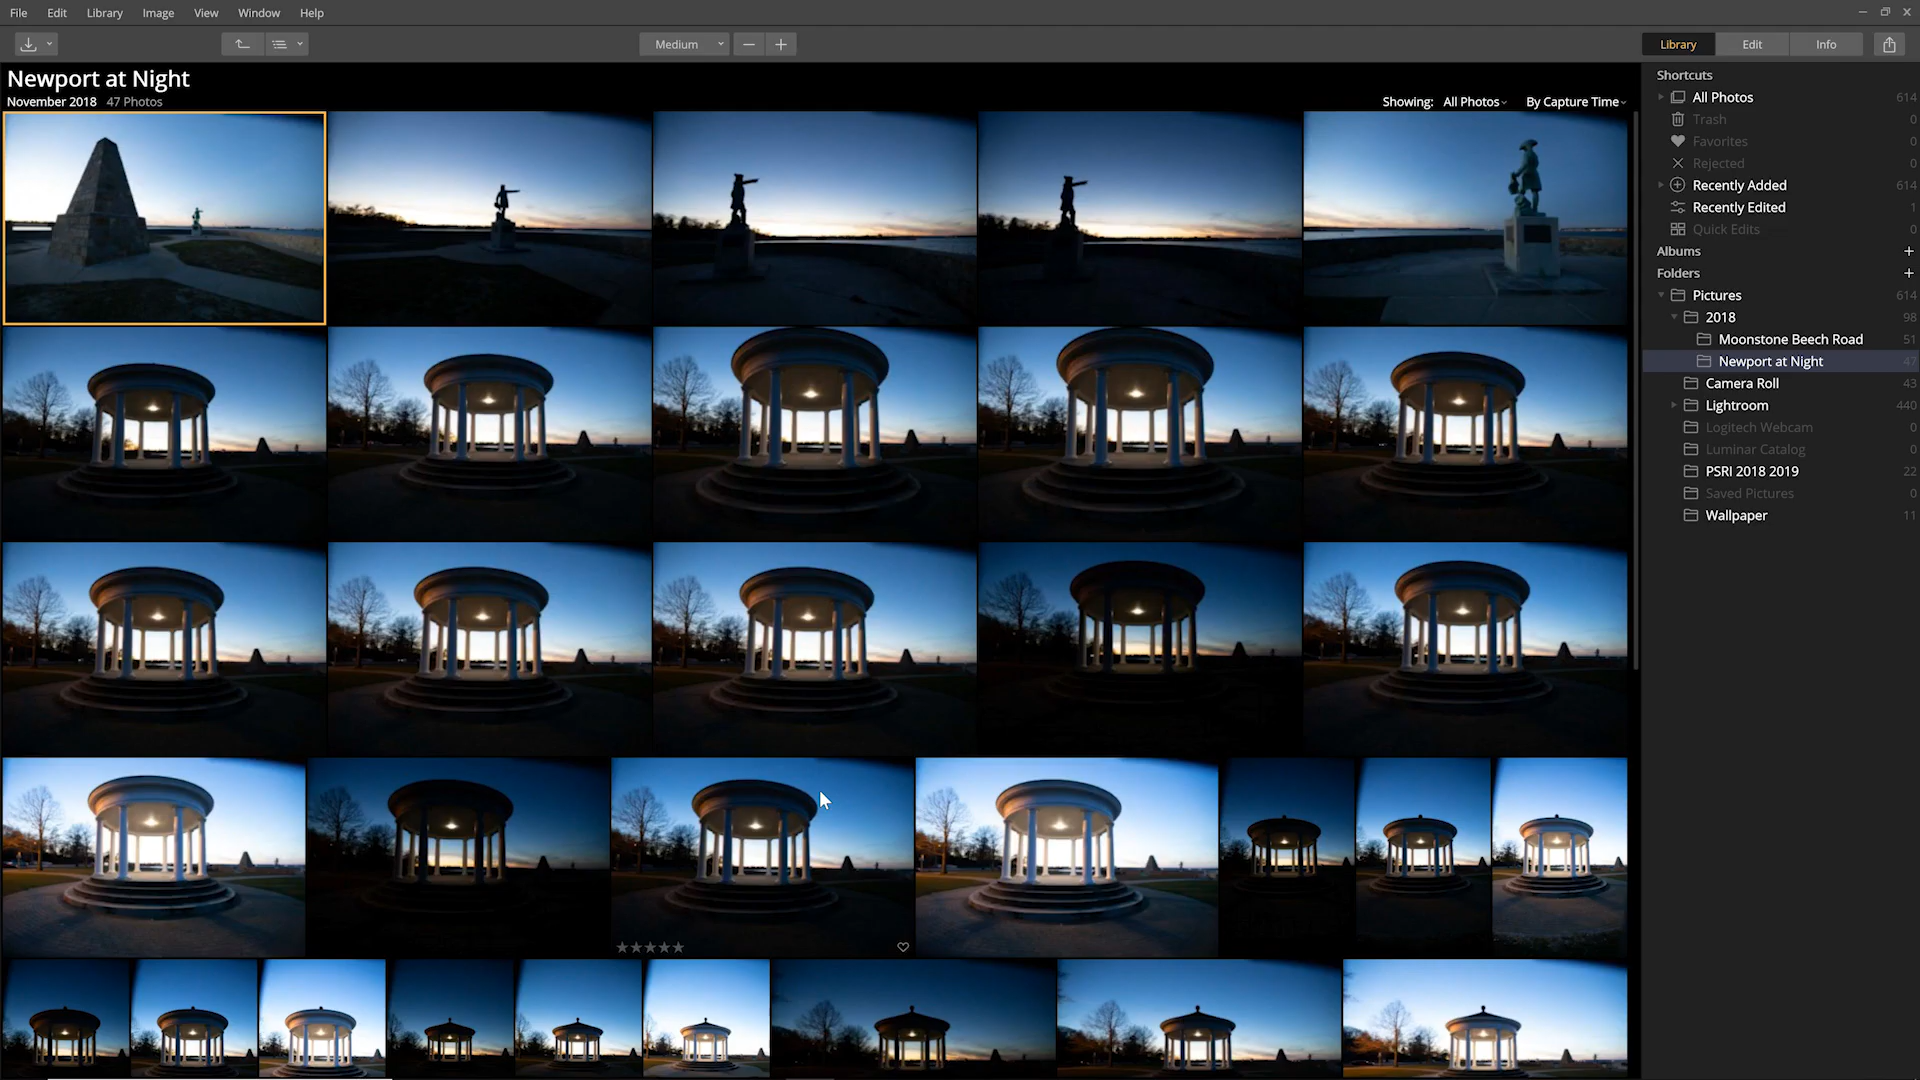 File Edit Library Image View Window Help
Medium
Library Edit Info
Newport at Night
November 2018 47 Photos
Showing: All Photos By Capture Time
Shortcuts
All Photos 614
Trash 0
Favorites 0
Rejected 0
Recently Added 614
Recently Edited 1
Quick Edits 0
Albums
Folders
Pictures 614
2018 98
Moonstone Beech Road 51
Newport at Night 47
Camera Roll 43
Lightroom 440
Logitech Webcam 0
Luminar Catalog 0
PSRI 2018 2019 22
Saved Pictures 0
Wallpaper 11